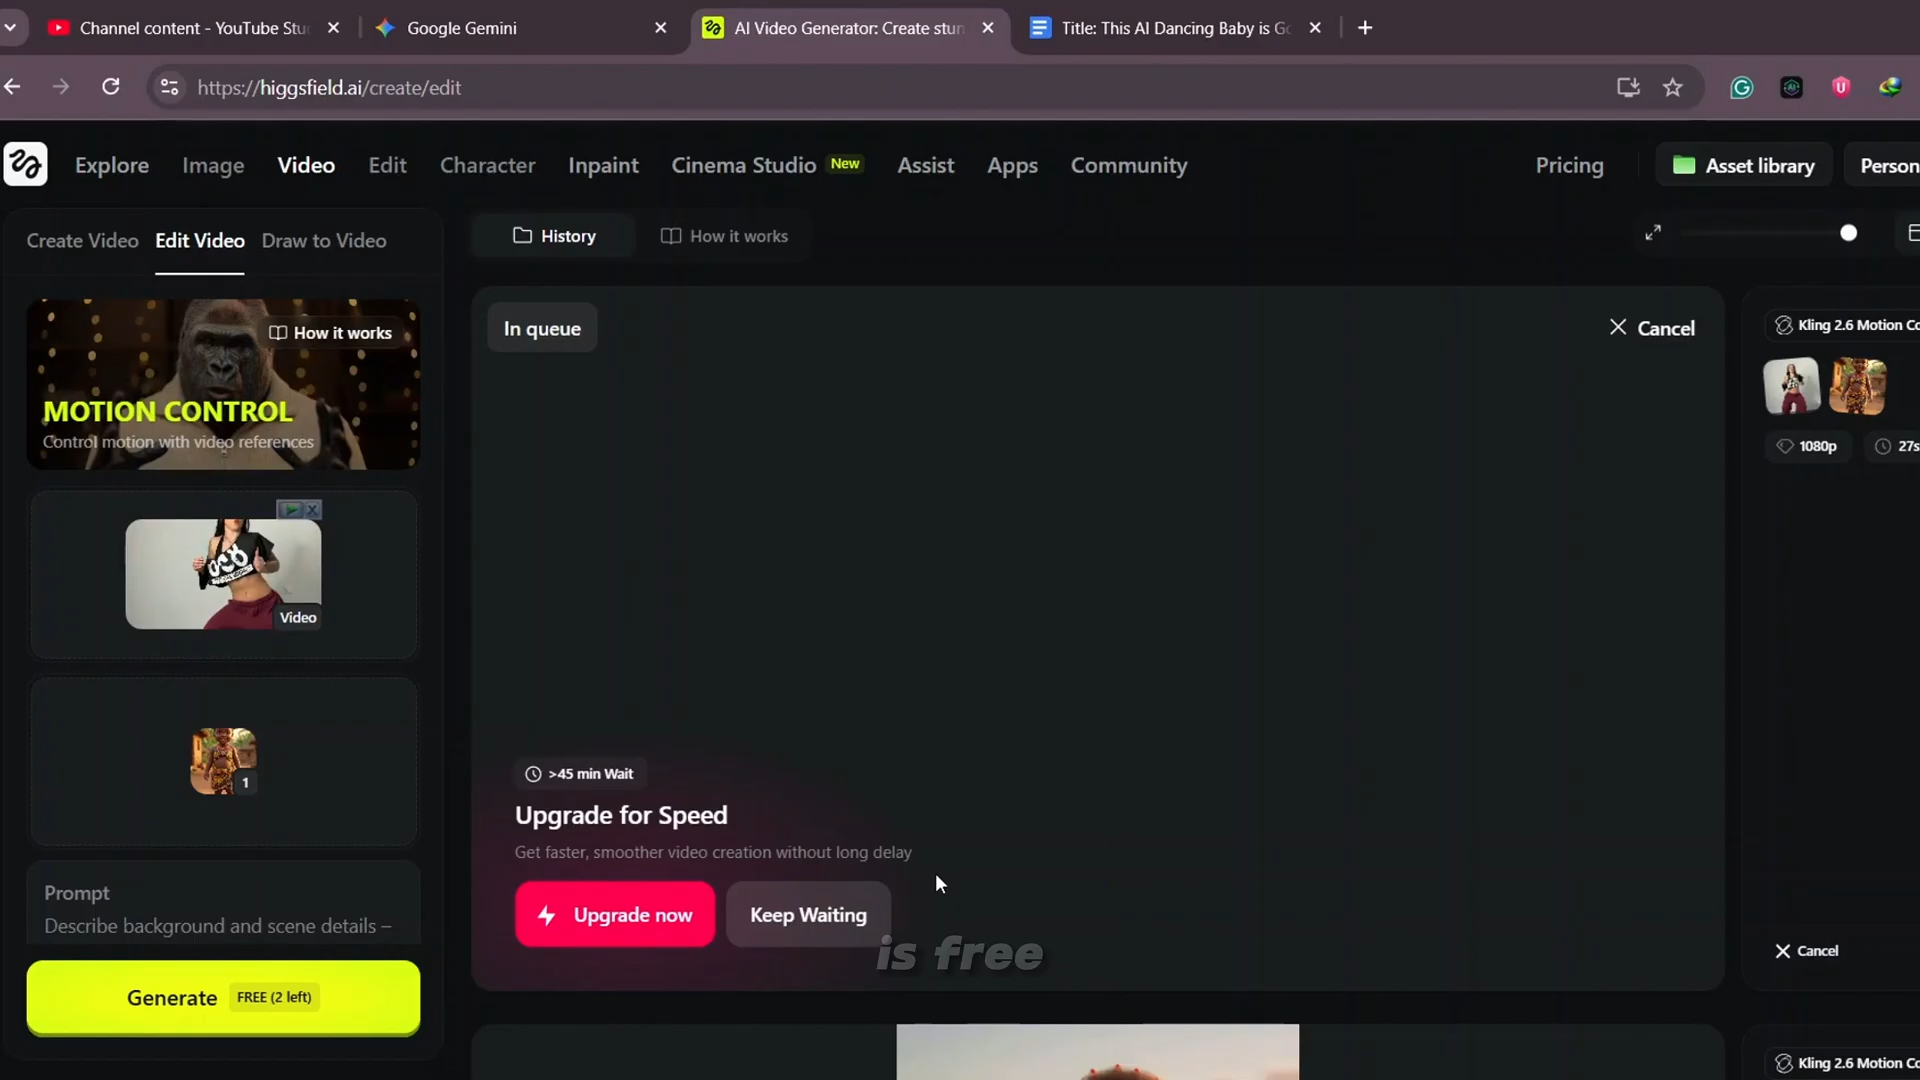 Channel content - YouTube Stu
Google Gemini
AI Video Generator: Create stun
Title: This AI Dancing Baby is Go
https://higgsfield.ai/create/edit
Explore
Image
Video
Edit
Character
Inpaint
Cinema Studio New
Assist
Apps
Community
Pricing
Asset library
Person
Create Video
Edit Video
Draw to Video
History
How it works
How it works
MOTION CONTROL
Control motion with video references
Video
1
Prompt
Describe background and scene details –
Generate FREE (2 left)
In queue
Cancel
>45 min Wait
Upgrade for Speed
Get faster, smoother video creation without long delay
Upgrade now
Keep Waiting
is free
Kling 2.6 Motion Co
1080p
27s
Cancel
Kling 2.6 Motion Co